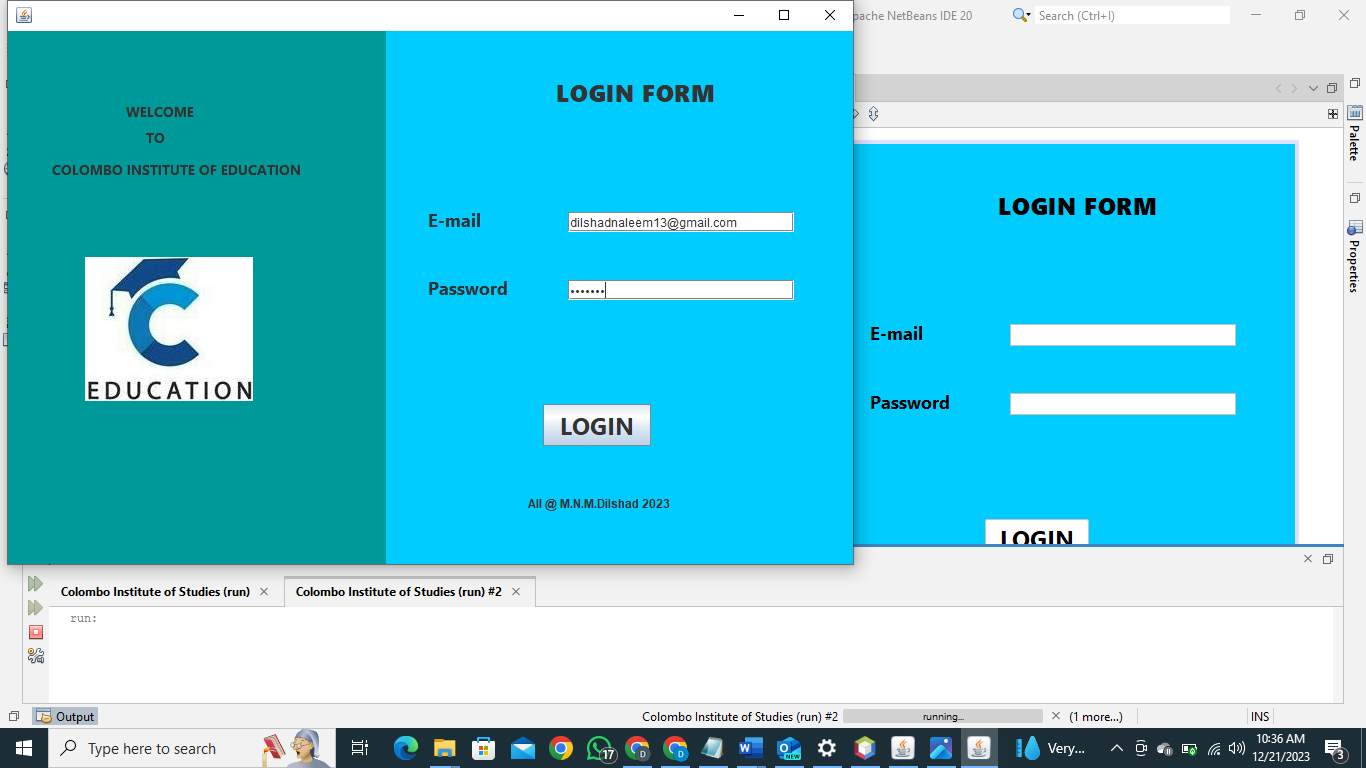 pache NetBeans IDE 20
Search (Ctrl+I)
WELCOME
TO
COLOMBO INSTITUTE OF EDUCATION
EDUCATION
LOGIN FORM
E-mail
dilshadnaleem13@gmail.com
Password
•••••••
LOGIN
All @ M.N.M.Dilshad 2023
LOGIN FORM
E-mail
Password
LOGIN
Palette
Properties
Colombo Institute of Studies (run)
Colombo Institute of Studies (run) #2
run:
Output
Colombo Institute of Studies (run) #2
running...
(1 more...)
INS
Type here to search
17
D
D
NEW
Very...
10:36 AM
12/21/2023
3